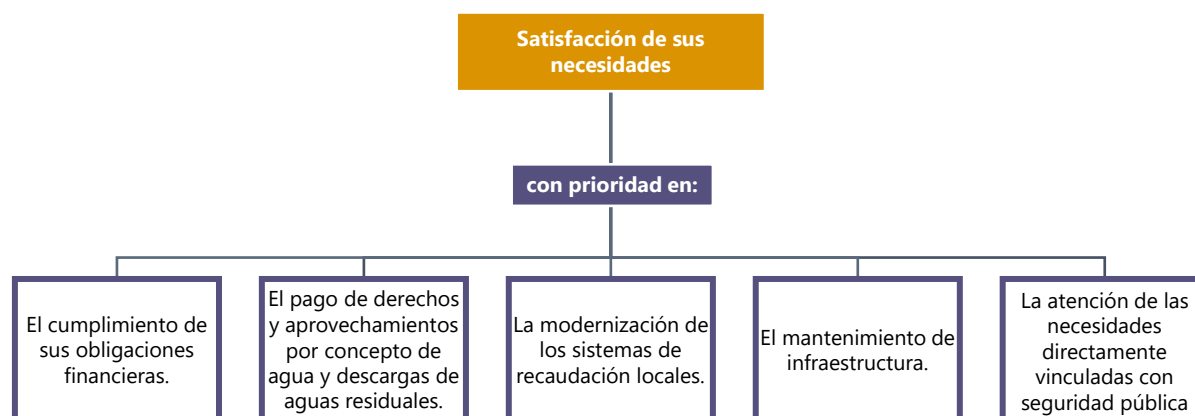 Satisfacción de sus
necesidades
con prioridad en:
El cumplimiento de
sus obligaciones
financieras.
El pago de derechos
y aprovechamientos
por concepto de
agua y descargas de
aguas residuales.
La modernización de
los sistemas de
recaudación locales.
El mantenimiento de
infraestructura.
La atención de las
necesidades
directamente
vinculadas con
seguridad pública